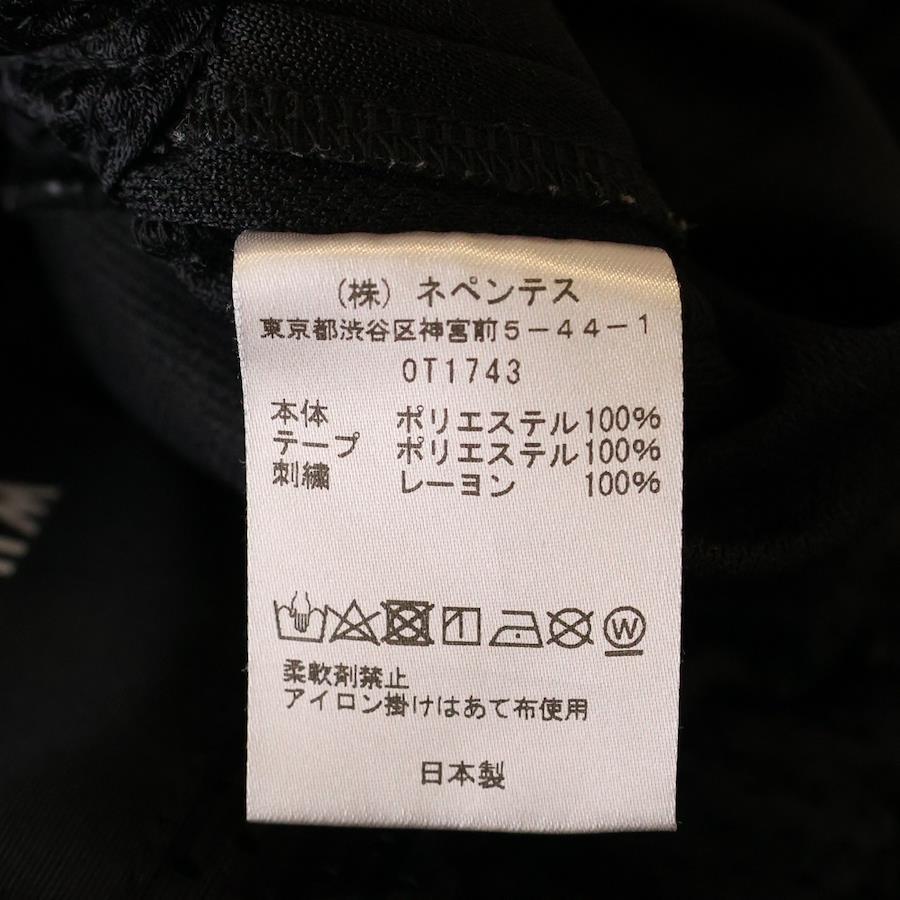 (株) ネペンテス
東京都渋谷区神宮前5-44-1
OT1743
本体 ポリエステル100%
テープ ポリエステル100%
刺繍 レーヨン 100%
W
柔軟剤禁止
アイロン掛けはあて布使用
日本製